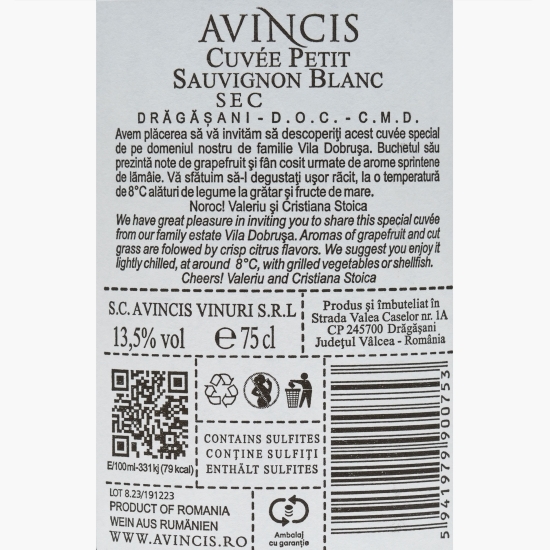 AVINCIS
CUVÉE PETIT
SAUVIGNON BLANC
SEC
DRĂGĂȘANI - D.O.C. - C.M.D.
Avem plăcerea să vă invităm să descoperiți acest cuvée special
de pe domeniul nostru de familie Vila Dobrușa. Buchetul său
prezintă note de grapefruit și fân cosit urmate de arome sprintene
de lămâie. Vă sfătuim să-l degustați ușor răcit, la o temperatură
de 8°C alături de legume la grătar și fructe de mare.
Noroc! Valeriu și Cristiana Stoica
We have great pleasure in inviting you to share this special cuvée
from our family estate Vila Dobrușa. Aromas of grapefruit and cut
grass are folowed by crisp citrus flavors. We suggest you enjoy it
lightly chilled, at around 8°C, with grilled vegetables or shellfish.
Cheers! Valeriu and Cristiana Stoica
S.C. AVINCIS VINURI S.R.L
13,5% vol e 75 cl
Produs și îmbuteliat în
Strada Valea Caselor nr. 1A
CP 245700 Drăgășani
Județul Vâlcea - România
E/100ml-331 kj (79 kcal)
CONTAINS SULFITES
CONȚINE SULFIȚI
ENTHÄLT SULFITES
LOT 8.23/191223
PRODUCT OF ROMANIA
WEIN AUS RUMÄNIEN
WWW.AVINCIS.RO
Ambalaj
cu garanție
5941979900753